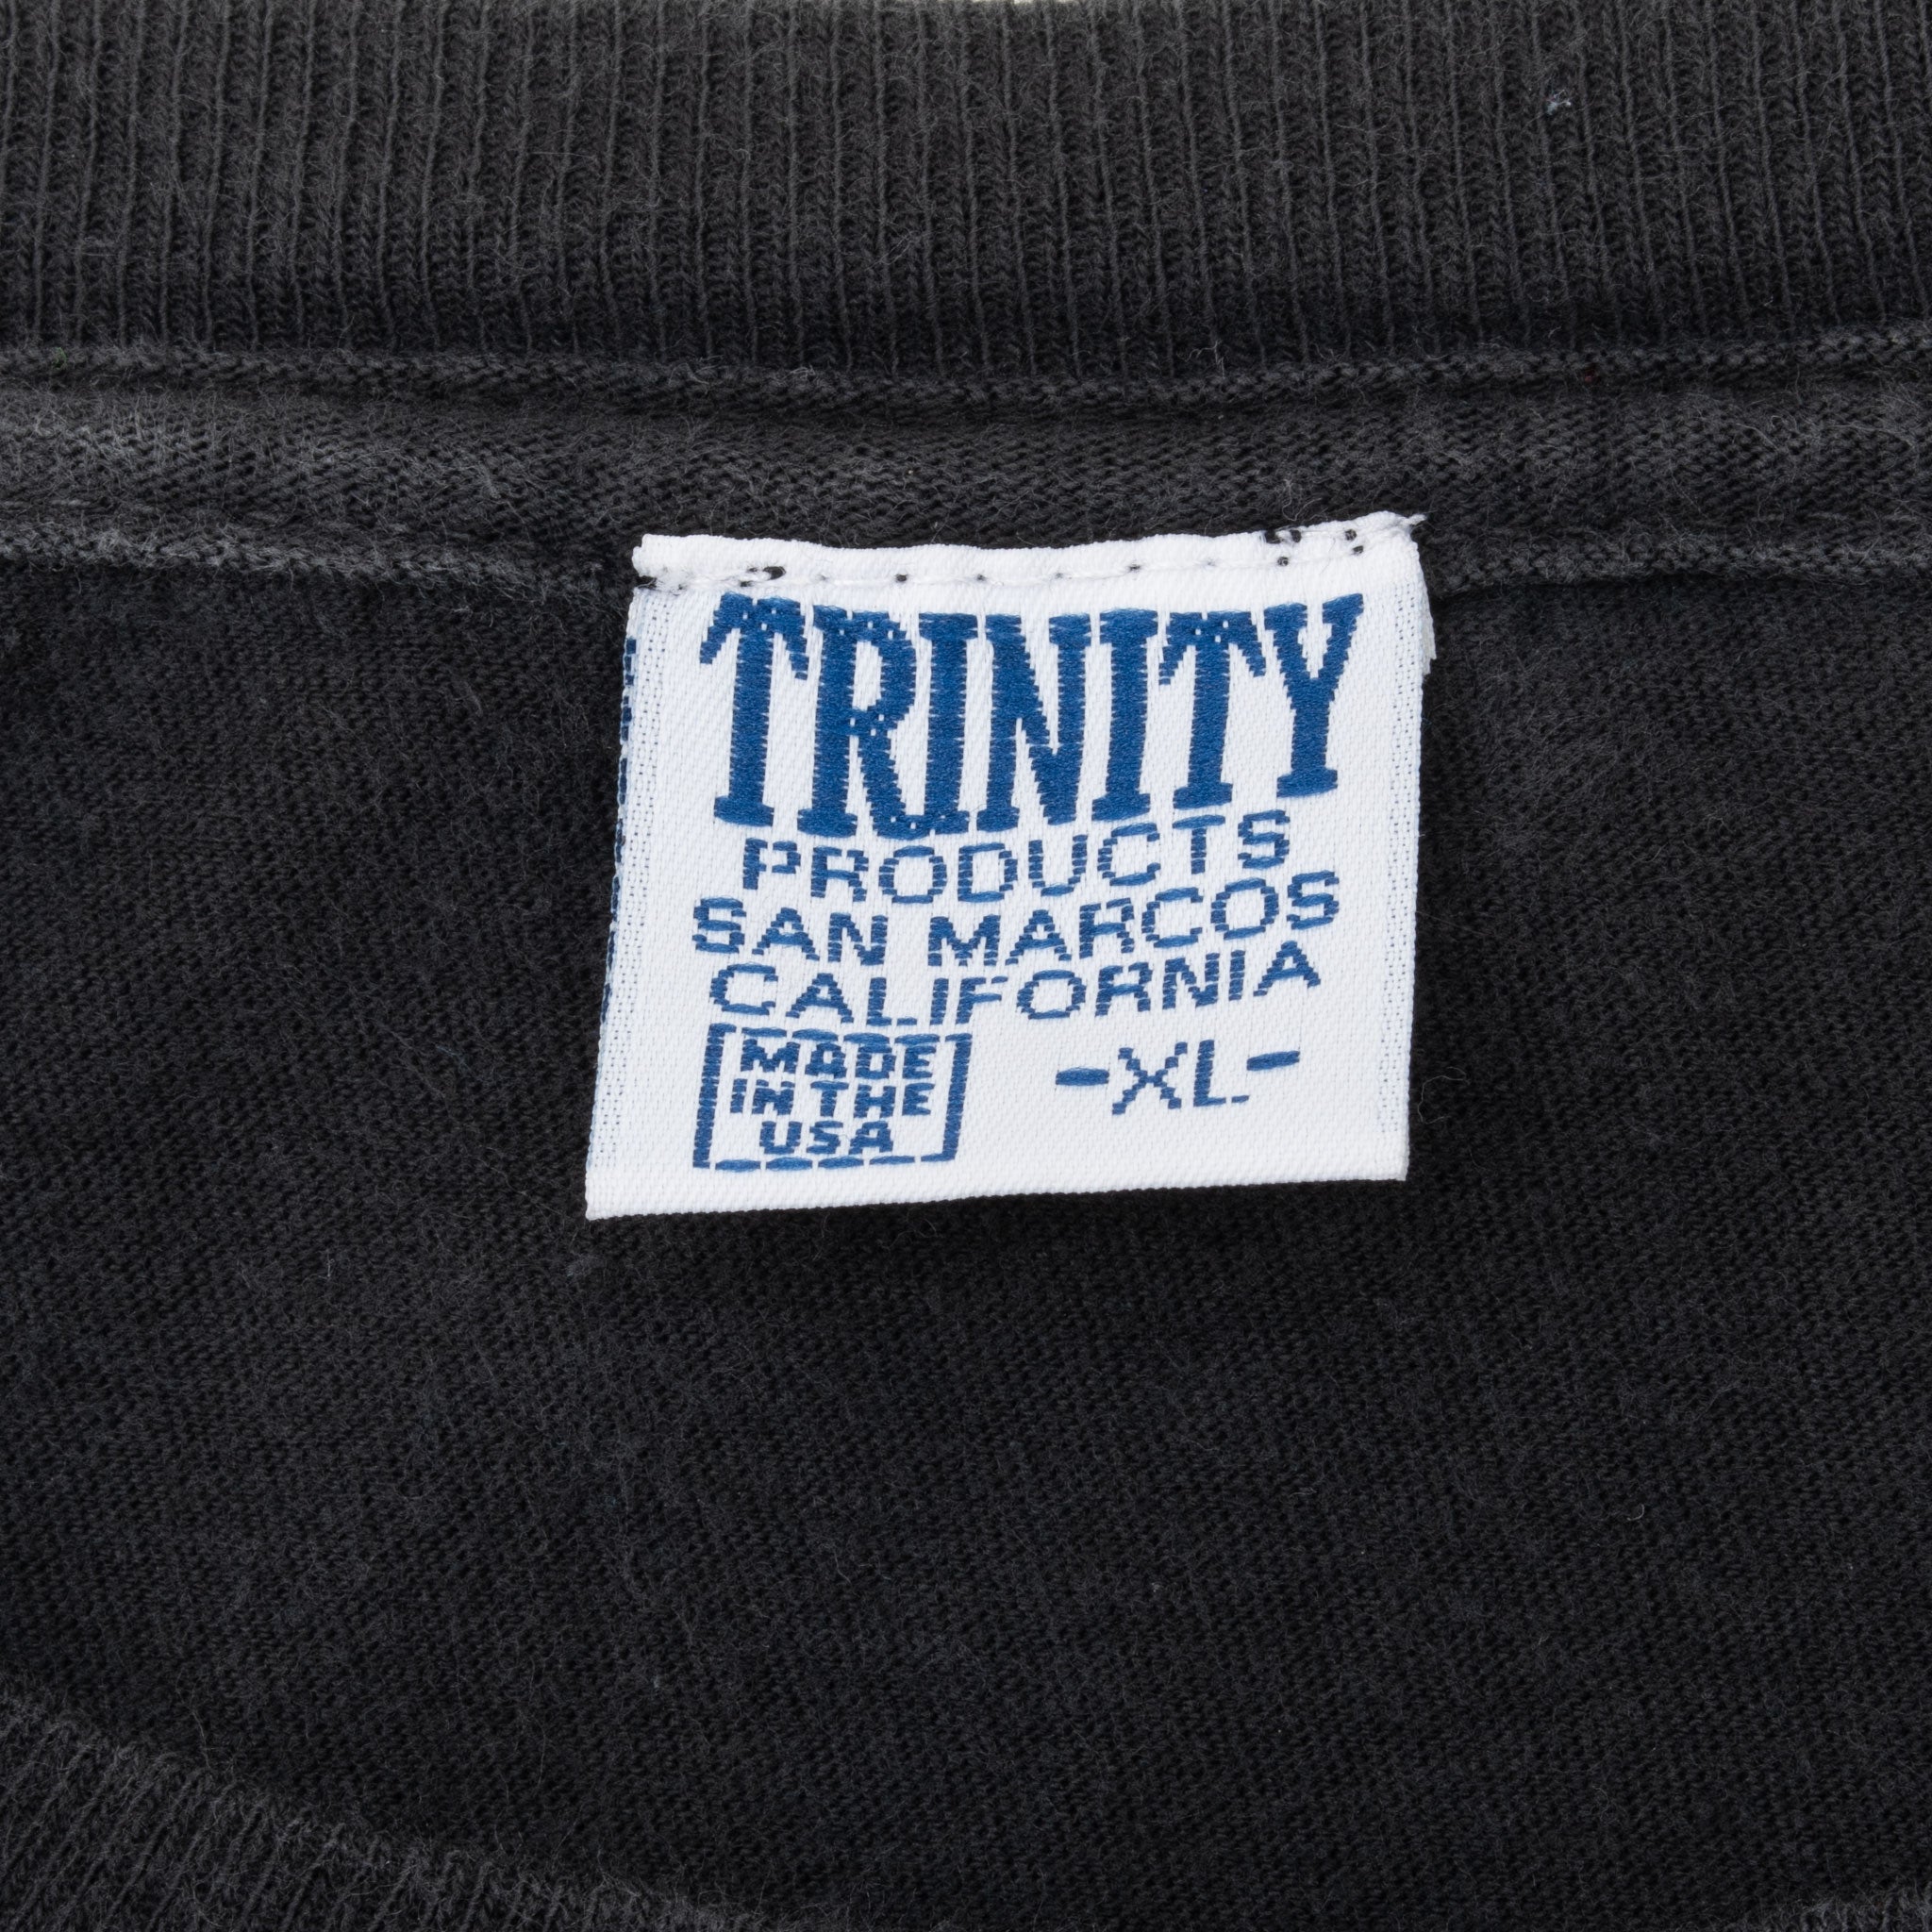 TRINITY
PRODUCTS
SAN MARCOS
CALIFORNIA
MADE
IN THE
USA
-XL-